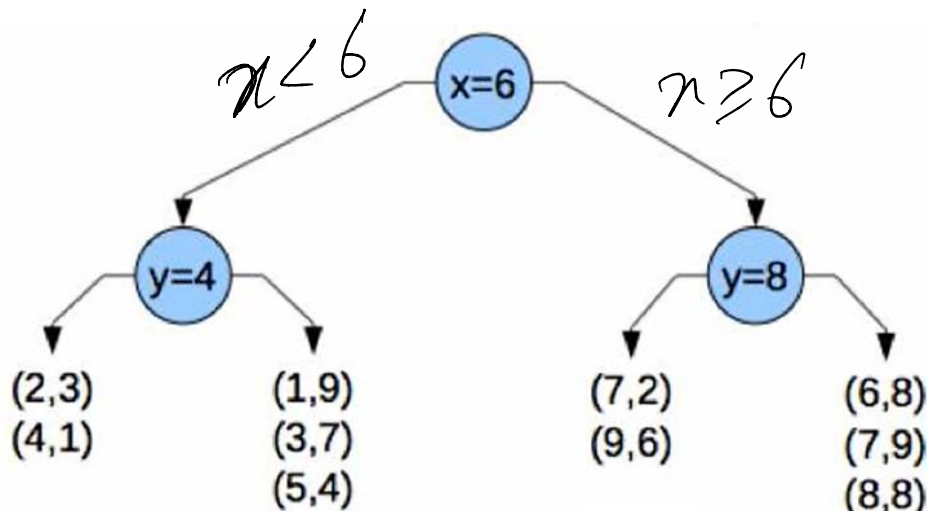 x < 6
x=6
x ≥ 6
y=4
y=8
(2,3)
(4,1)
(1,9)
(3,7)
(5,4)
(7,2)
(9,6)
(6,8)
(7,9)
(8,8)